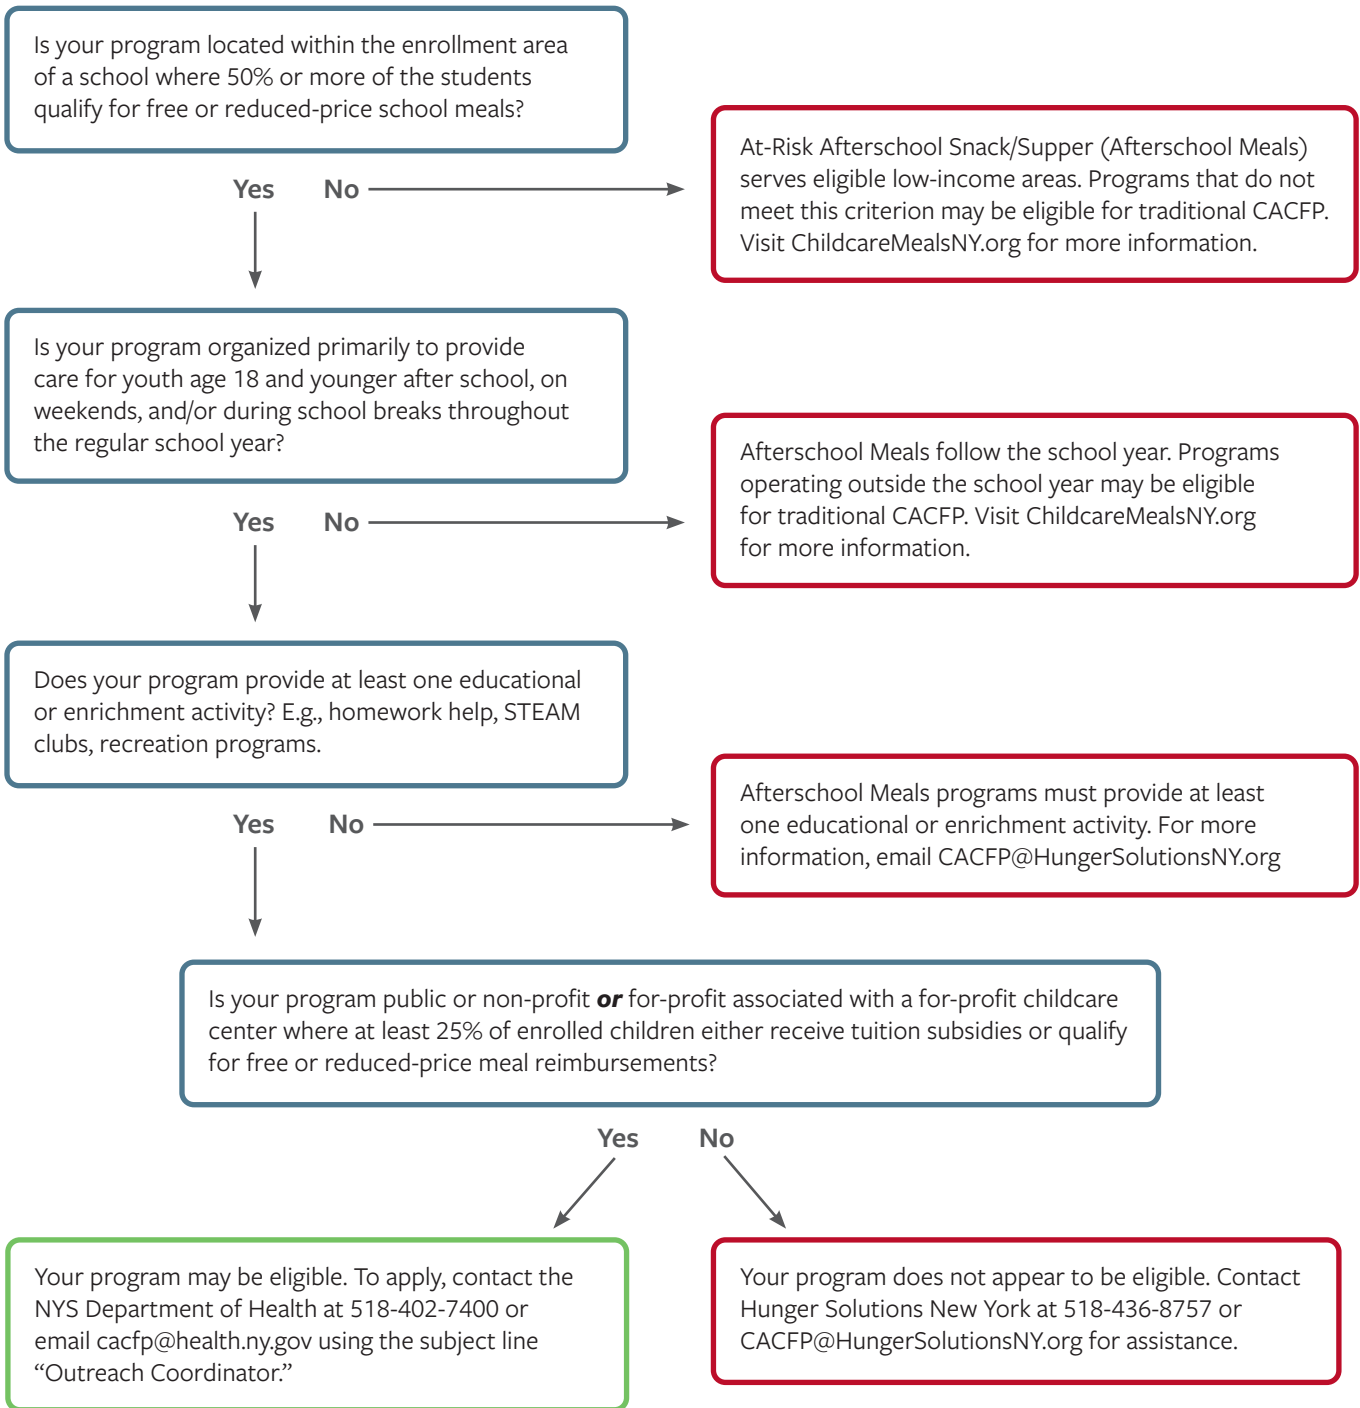 Is your program located within the enrollment area
of a school where 50% or more of the students
qualify for free or reduced-price school meals?
Yes No
At-Risk Afterschool Snack/Supper (Afterschool Meals)
serves eligible low-income areas. Programs that do not
meet this criterion may be eligible for traditional CACFP.
Visit ChildcareMealsNY.org for more information.
Is your program organized primarily to provide
care for youth age 18 and younger after school, on
weekends, and/or during school breaks throughout
the regular school year?
Yes No
Afterschool Meals follow the school year. Programs
operating outside the school year may be eligible
for traditional CACFP. Visit ChildcareMealsNY.org
for more information.
Does your program provide at least one educational
or enrichment activity? E.g., homework help, STEAM
clubs, recreation programs.
Yes No
Afterschool Meals programs must provide at least
one educational or enrichment activity. For more
information, email CACFP@HungerSolutionsNY.org
Is your program public or non-profit or for-profit associated with a for-profit childcare
center where at least 25% of enrolled children either receive tuition subsidies or qualify
for free or reduced-price meal reimbursements?
Yes No
Your program may be eligible. To apply, contact the
NYS Department of Health at 518-402-7400 or
email cacfp@health.ny.gov using the subject line
“Outreach Coordinator.”
Your program does not appear to be eligible. Contact
Hunger Solutions New York at 518-436-8757 or
CACFP@HungerSolutionsNY.org for assistance.